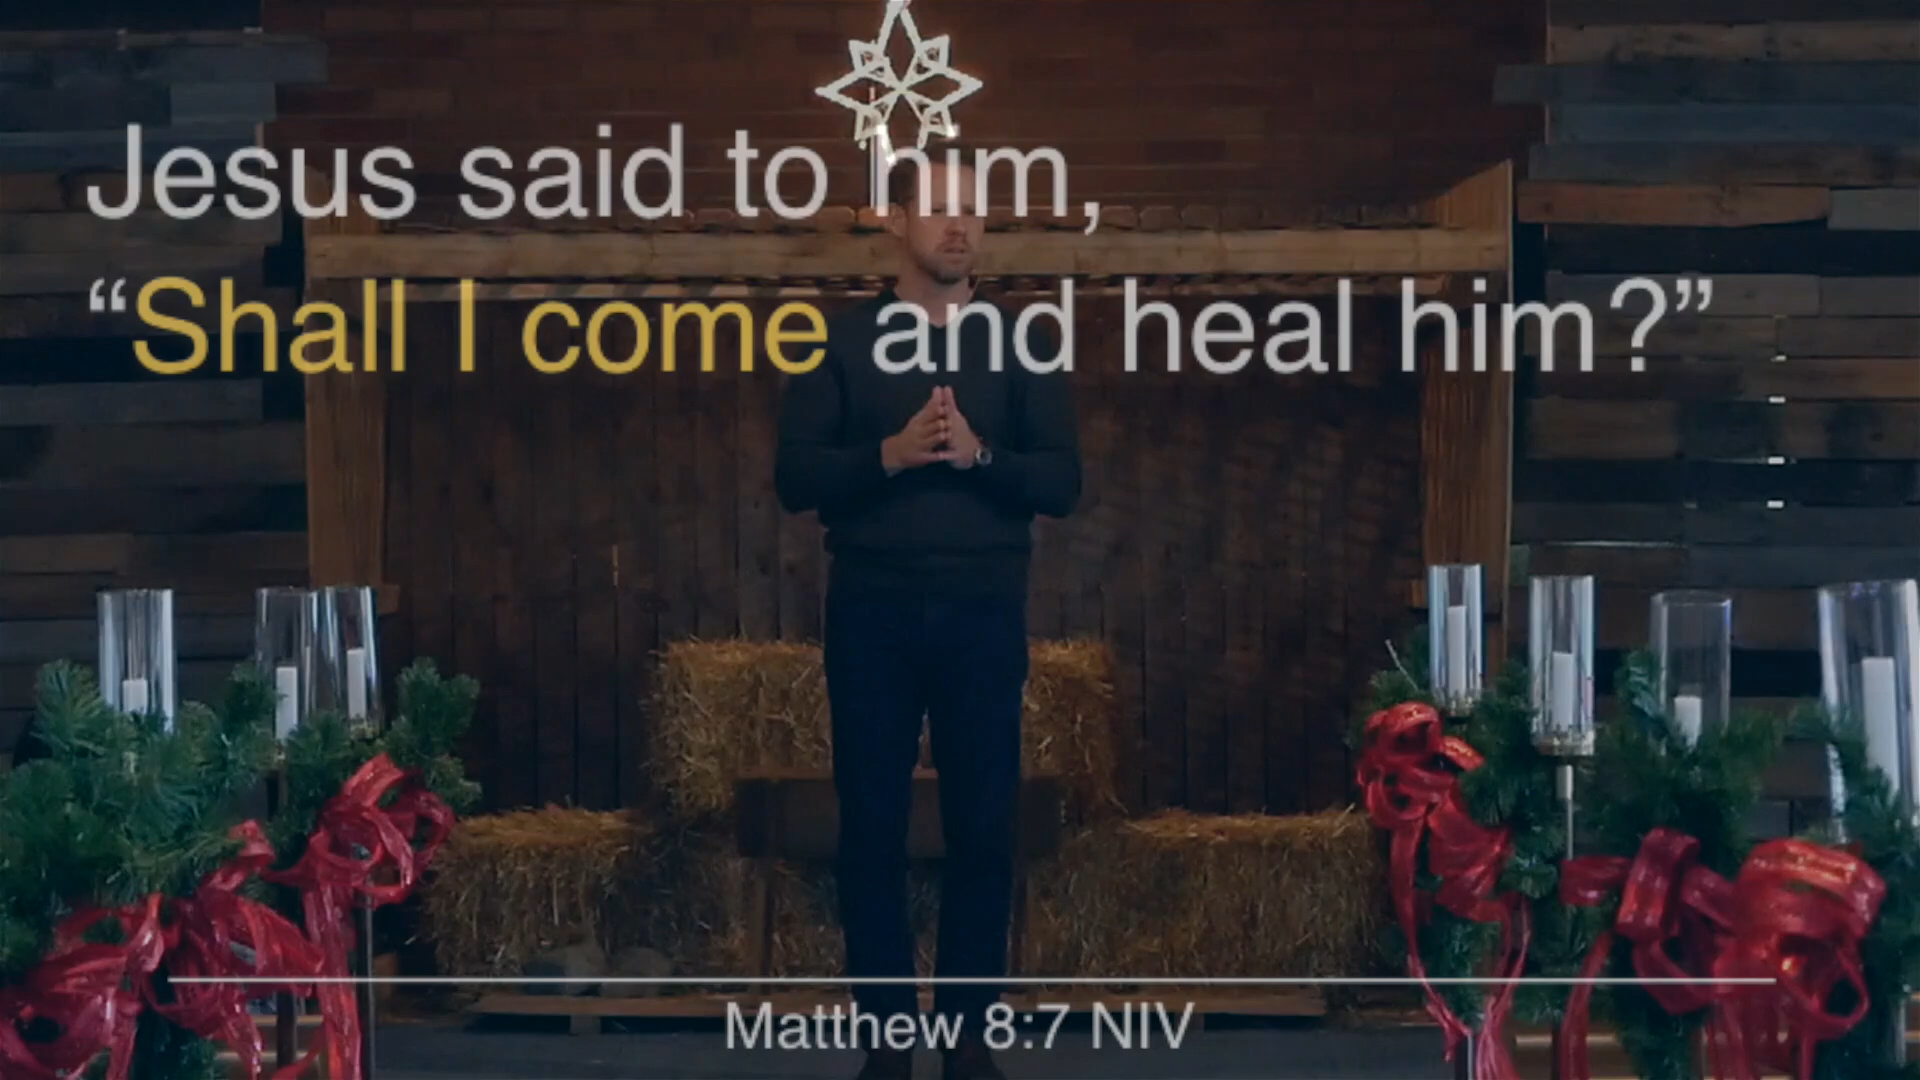 Jesus said to him,
“Shall I come and heal him?”
Matthew 8:7 NIV